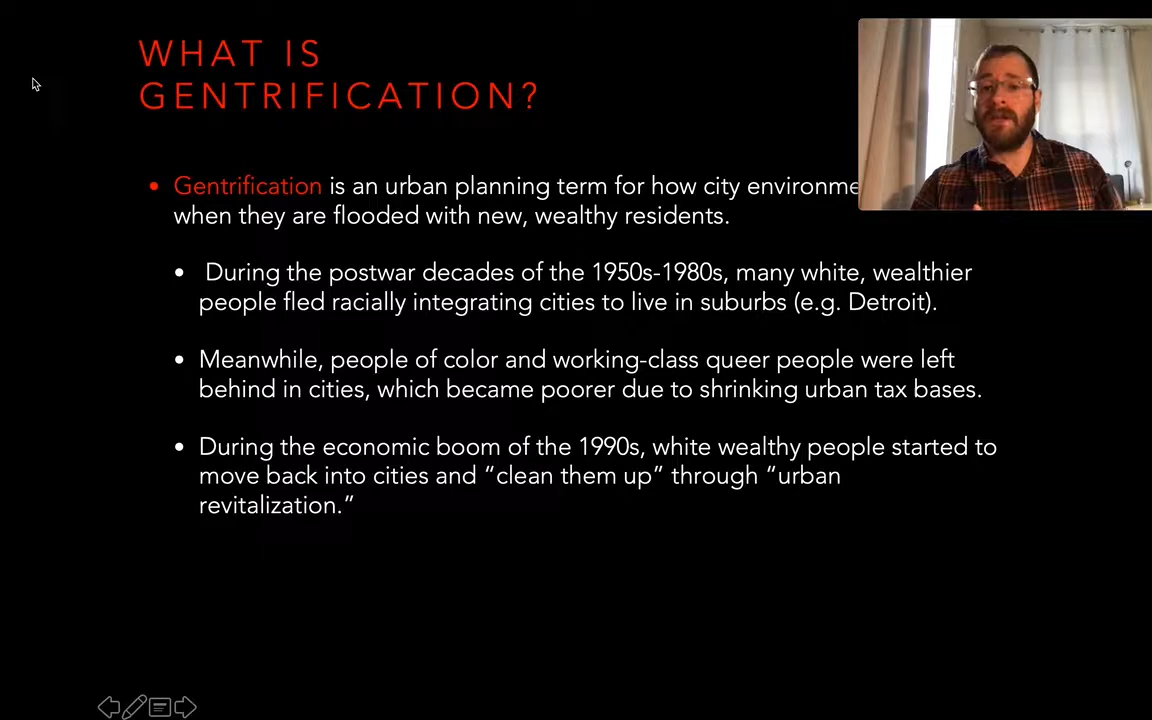 WHAT IS
GENTRIFICATION?
• Gentrification is an urban planning term for how city
when they are flooded with new, wealthy residents.
• During the postwar decades of the 1950s-1980s, many white, wealthier
people fled racially integrating cities to live in suburbs (e.g. Detroit).
• Meanwhile, people of color and working-class queer people were left
behind in cities, which became poorer due to shrinking urban tax bases.
• During the economic boom of the 1990s, white wealthy people started to
move back into cities and “clean them up” through “urban
revitalization.”